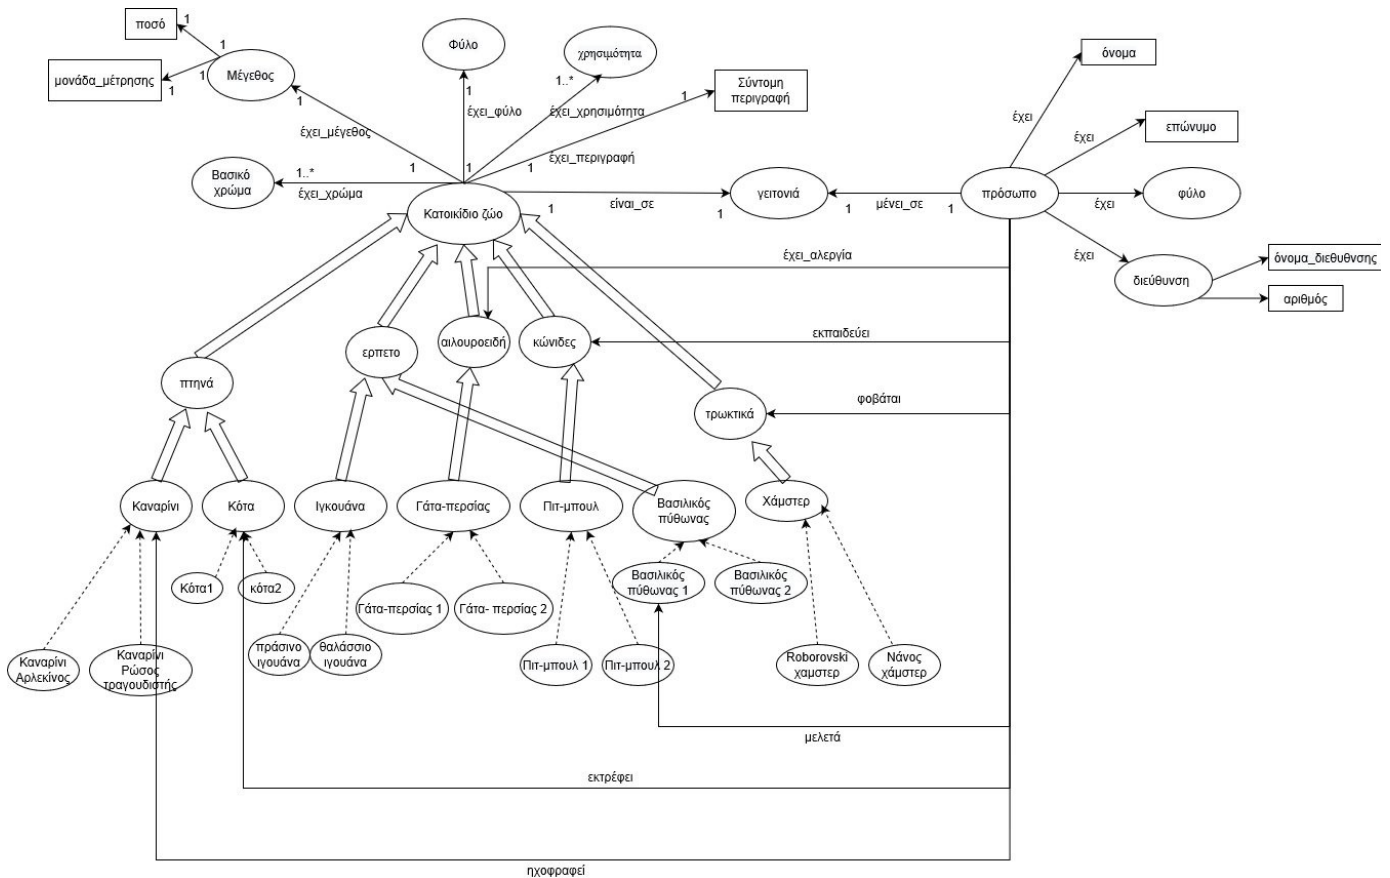 ποσό
1
1
μονάδα_μέτρησης
1
1
Μέγεθος
1
έχει_μέγεθος
1
Φύλο
1
έχει_φύλο
1
χρησιμότητα
1..*
έχει_χρησιμότητα
Σύντομη
περιγραφή
1
έχει_περιγραφή
1
Βασικό
χρώμα
1..*
έχει_χρώμα
Κατοικίδιο ζώο
1
είναι_σε
1
γειτονιά
1
μένει_σε
1
πρόσωπο
έχει
όνομα
έχει
επώνυμο
έχει
φύλο
έχει
διεύθυνση
όνομα_διεθυθνσης
αριθμός
έχει_αλεργία
εκπαιδεύει
φοβάται
πτηνά
ερπετο
αιλουροειδή
κώνιδες
τρωκτικά
Καναρίνι
Κότα
Ιγκουάνα
Γάτα-περσίας
Πιτ-μπουλ
Βασιλικός
πύθωνας
Χάμστερ
Κότα1
κότα2
Γάτα-περσίας 1
Γάτα- περσίας 2
Βασιλικός
πύθωνας 1
Βασιλικός
πύθωνας 2
Καναρίνι
Αρλεκίνος
Καναρίνι
Ρώσος
τραγουδιστής
πράσινο
ιγουάνα
θαλάσσιο
ιγουάνα
Πιτ-μπουλ 1
Πιτ-μπουλ 2
Roborovski
χαμστερ
Νάνος
χάμστερ
μελετά
εκτρέφει
ηχοφραφεί